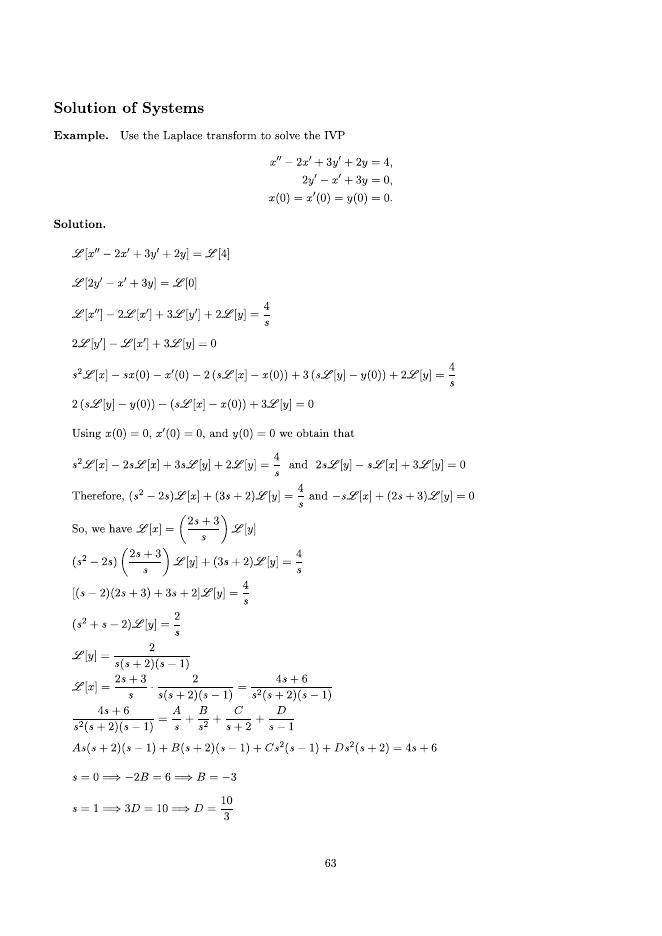 Solution of Systems
Example. Use the Laplace transform to solve the IVP
x″ − 2x′ + 3y′ + 2y = 4,
2y′ − x′ + 3y = 0,
x(0) = x′(0) = y(0) = 0.
Solution.
ℒ[x″ − 2x′ + 3y′ + 2y] = ℒ[4]
ℒ[2y′ − x′ + 3y] = ℒ[0]
ℒ[x″] − 2ℒ[x′] + 3ℒ[y′] + 2ℒ[y] = 4/s
2ℒ[y′] − ℒ[x′] + 3ℒ[y] = 0
s²ℒ[x] − sx(0) − x′(0) − 2 (sℒ[x] − x(0)) + 3 (sℒ[y] − y(0)) + 2ℒ[y] = 4/s
2 (sℒ[y] − y(0)) − (sℒ[x] − x(0)) + 3ℒ[y] = 0
Using x(0) = 0, x′(0) = 0, and y(0) = 0 we obtain that
s²ℒ[x] − 2sℒ[x] + 3sℒ[y] + 2ℒ[y] = 4/s and 2sℒ[y] − sℒ[x] + 3ℒ[y] = 0
Therefore, (s² − 2s)ℒ[x] + (3s + 2)ℒ[y] = 4/s and −sℒ[x] + (2s + 3)ℒ[y] = 0
So, we have ℒ[x] = ((2s + 3)/s) ℒ[y]
(s² − 2s) ((2s + 3)/s) ℒ[y] + (3s + 2)ℒ[y] = 4/s
[(s − 2)(2s + 3) + 3s + 2]ℒ[y] = 4/s
(s² + s − 2)ℒ[y] = 2/s
ℒ[y] = 2/(s(s + 2)(s − 1))
ℒ[x] = (2s + 3)/s · 2/(s(s + 2)(s − 1)) = (4s + 6)/(s²(s + 2)(s − 1))
(4s + 6)/(s²(s + 2)(s − 1)) = A/s + B/s² + C/(s + 2) + D/(s − 1)
As(s + 2)(s − 1) + B(s + 2)(s − 1) + Cs²(s − 1) + Ds²(s + 2) = 4s + 6
s = 0 ⟹ −2B = 6 ⟹ B = −3
s = 1 ⟹ 3D = 10 ⟹ D = 10/3
63